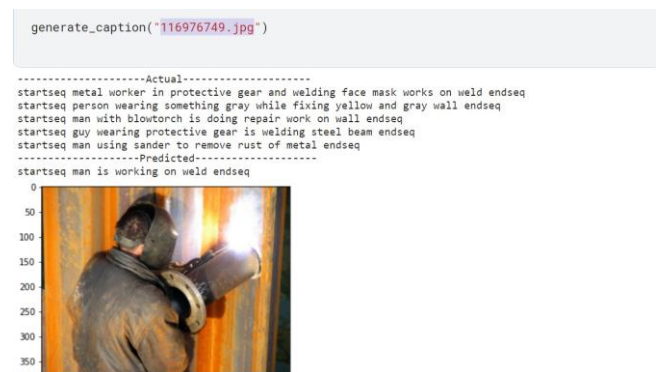 generate_caption("116976749.jpg")
---------------------Actual---------------------
startseq metal worker in protective gear and welding face mask works on weld endseq
startseq person wearing something gray while fixing yellow and gray wall endseq
startseq man with blowtorch is doing repair work on wall endseq
startseq guy wearing protective gear is welding steel beam endseq
startseq man using sander to remove rust of metal endseq
--------------------Predicted--------------------
startseq man is working on weld endseq
0
50
100
150
200
250
300
350